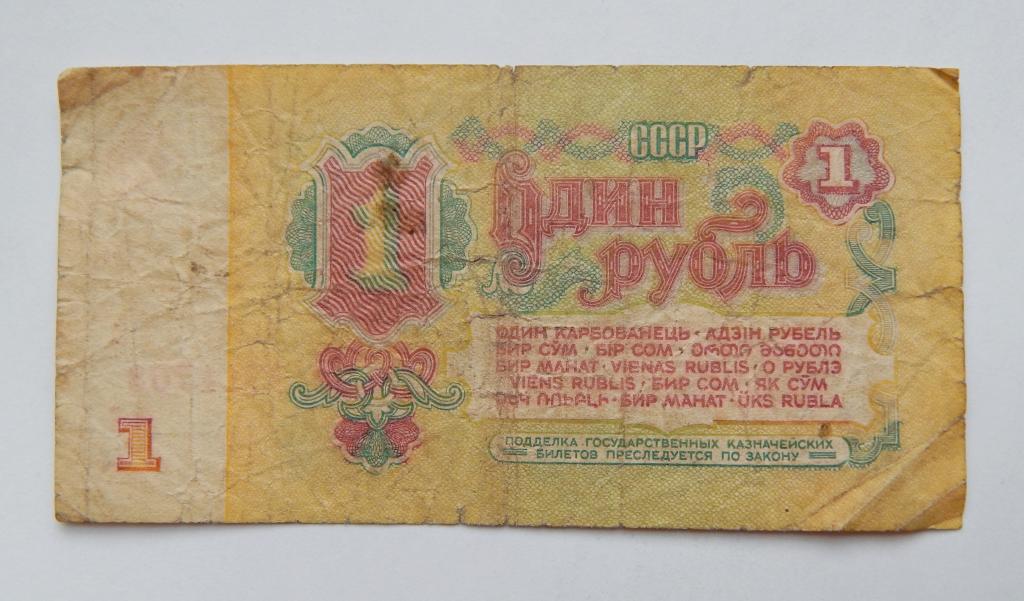 СССР
1
1
Один
рубль
ОДИН КАРБОВАНЕЦЬ · АДЗІН РУБЕЛЬ
БИР СЎМ · БІР СОМ · ᲔᲠᲗᲘ ᲛᲐᲜᲔᲗᲘ
БИР МАНАТ · VIENAS RUBLIS · О РУБЛЭ
VIENS RUBLIS · БИР СОМ · ЯК СЎМ
ՄԵԿ ՌՈՒԲԼԻ · БИР МАНАТ · ÜKS RUBLA
ПОДДЕЛКА ГОСУДАРСТВЕННЫХ КАЗНАЧЕЙСКИХ
БИЛЕТОВ ПРЕСЛЕДУЕТСЯ ПО ЗАКОНУ
1